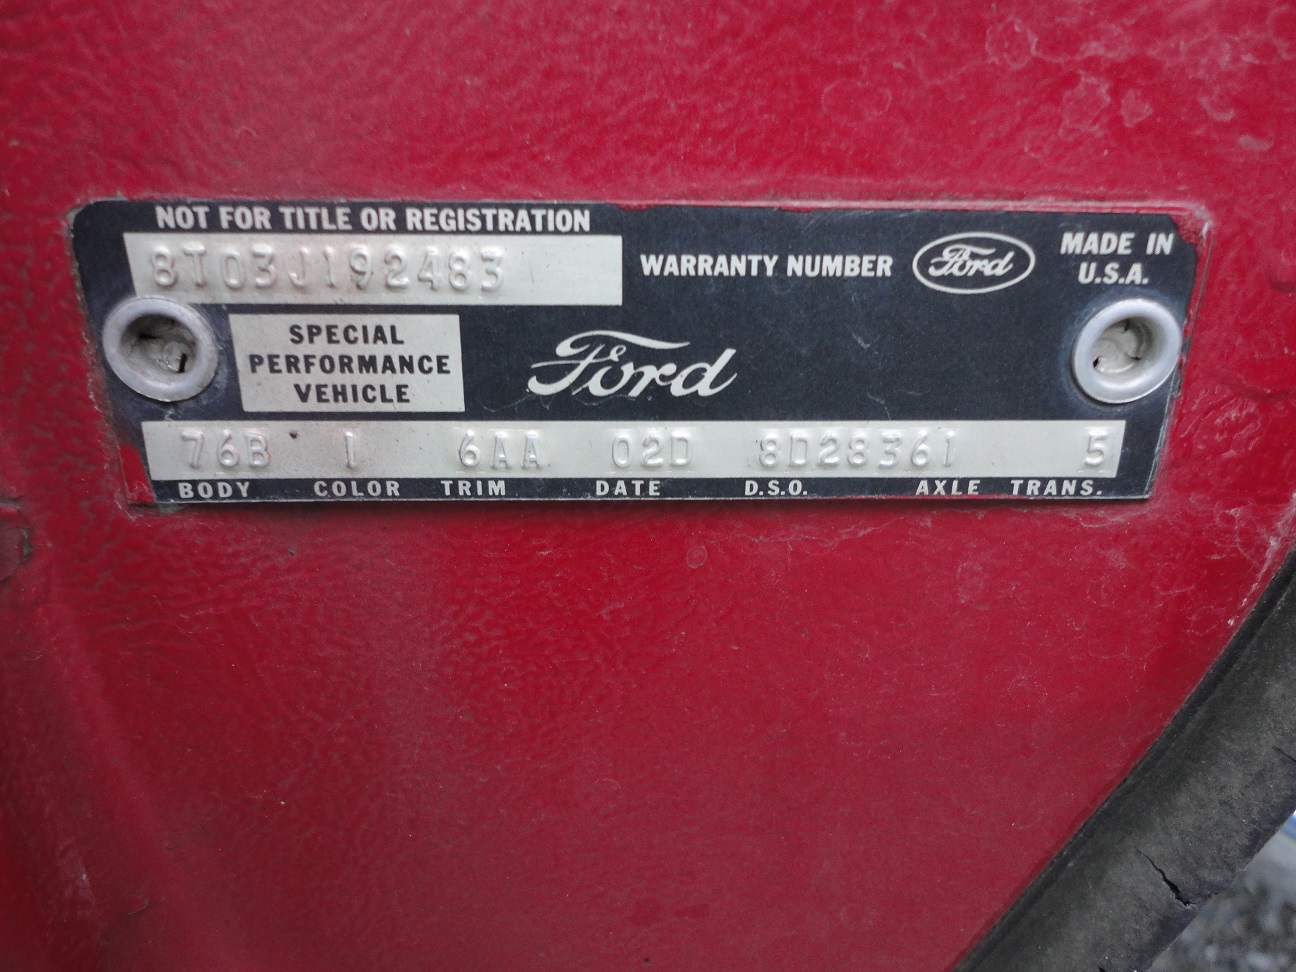 NOT FOR TITLE OR REGISTRATION
8T03J192483
WARRANTY NUMBER
Ford
MADE IN
U.S.A.
SPECIAL
PERFORMANCE
VEHICLE
Ford
76B 1 6AA 02D 8D28361 5
BODY COLOR TRIM DATE D.S.O. AXLE TRANS.